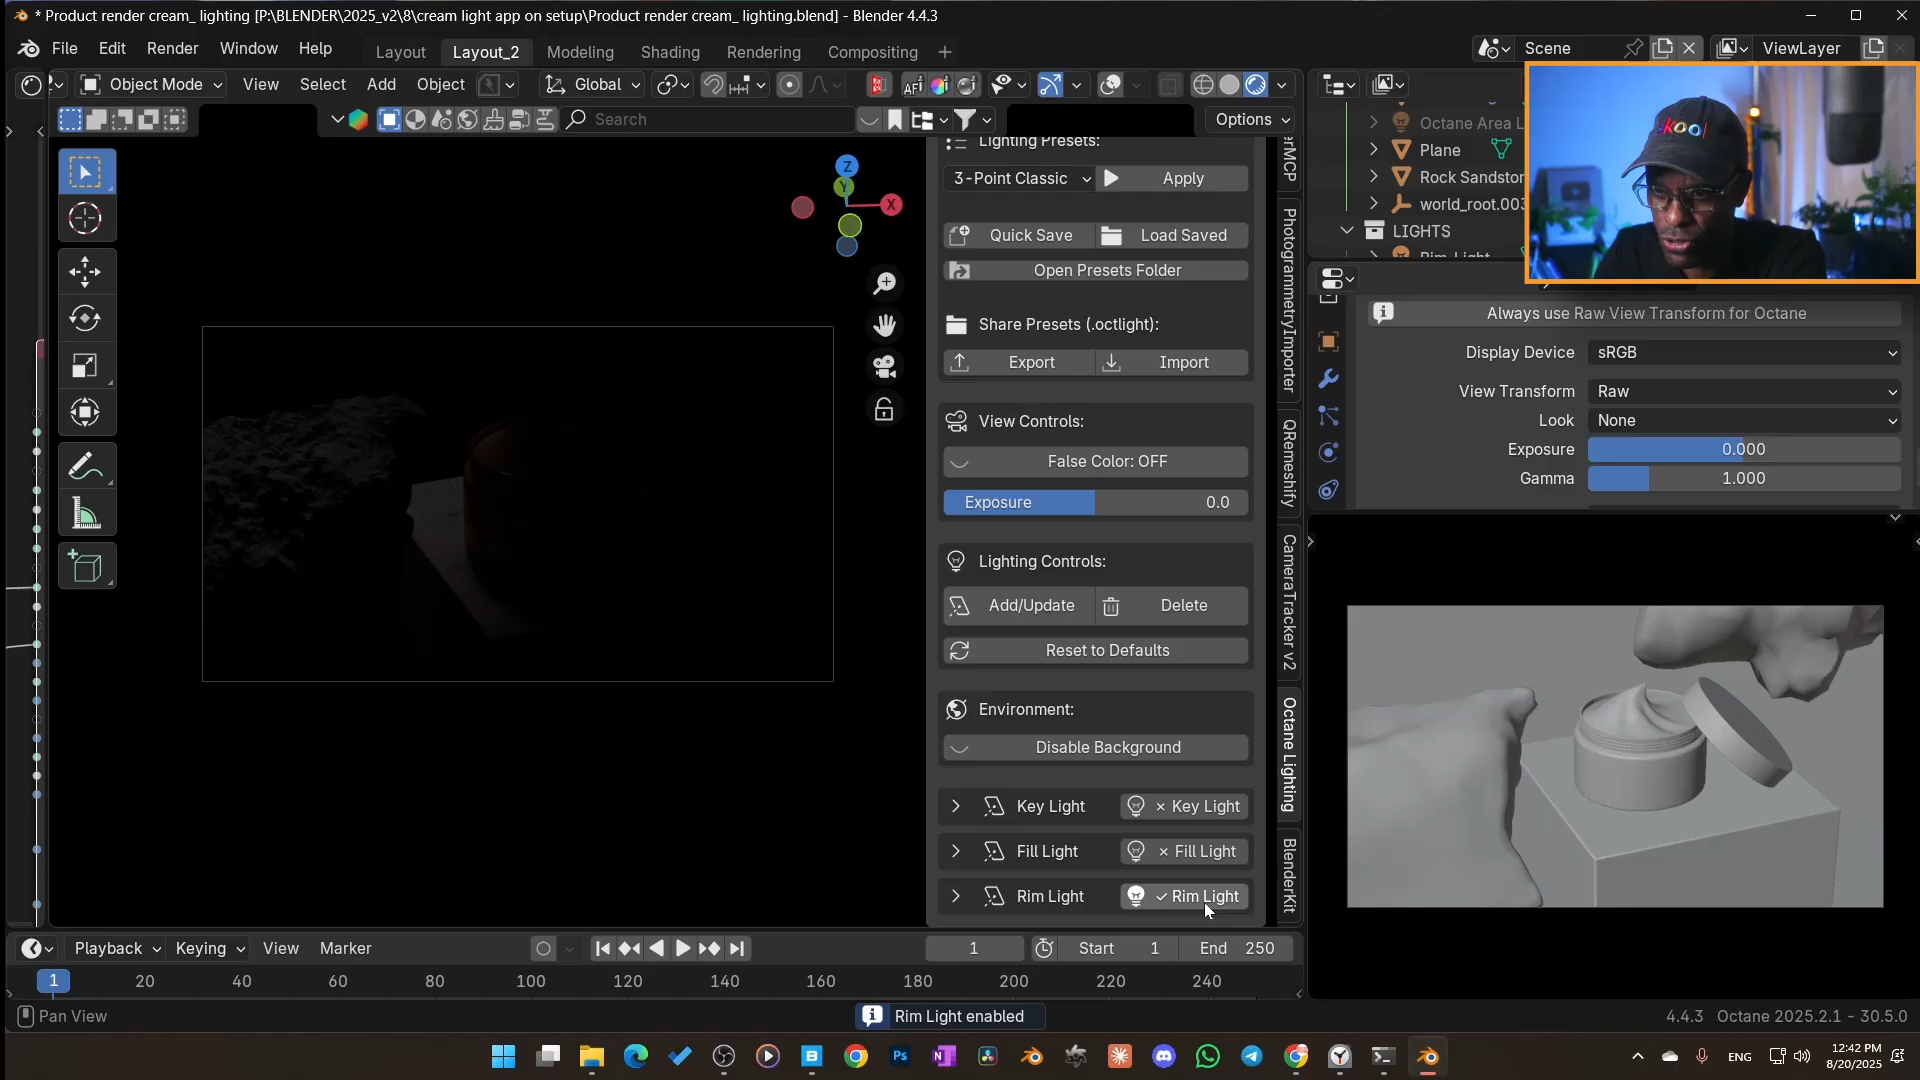 * Product render cream_ lighting [P:\BLENDER\2025_v2\8\cream light app on setup\Product render cream_ lighting.blend] - Blender 4.4.3
File Edit Render Window Help Layout Layout_2 Modeling Shading Rendering Compositing + Scene ViewLayer
Object Mode View Select Add Object Global
Search Options
Lighting Presets:
3-Point Classic Apply
Quick Save Load Saved
Open Presets Folder
Share Presets (.octlight):
Export Import
View Controls:
False Color: OFF
Exposure 0.0
Lighting Controls:
Add/Update Delete
Reset to Defaults
Environment:
Disable Background
Key Light × Key Light
Fill Light × Fill Light
Rim Light ✓ Rim Light
Z
Y
X
erMCP
PhotogrammetryImporter
QRemeshify
CameraTracker v2
Octane Lighting
BlenderKit
Octane Area L
Plane
Rock Sandstor
world_root.003
LIGHTS
Rim Light
skool
Always use Raw View Transform for Octane
Display Device sRGB
View Transform Raw
Look None
Exposure 0.000
Gamma 1.000
Playback Keying View Marker 1 Start 1 End 250
1 20 40 60 80 100 120 140 160 180 200 220 240
Pan View Rim Light enabled 4.4.3 Octane 2025.2.1 - 30.5.0
Ps N ENG 12:42 PM
8/20/2025